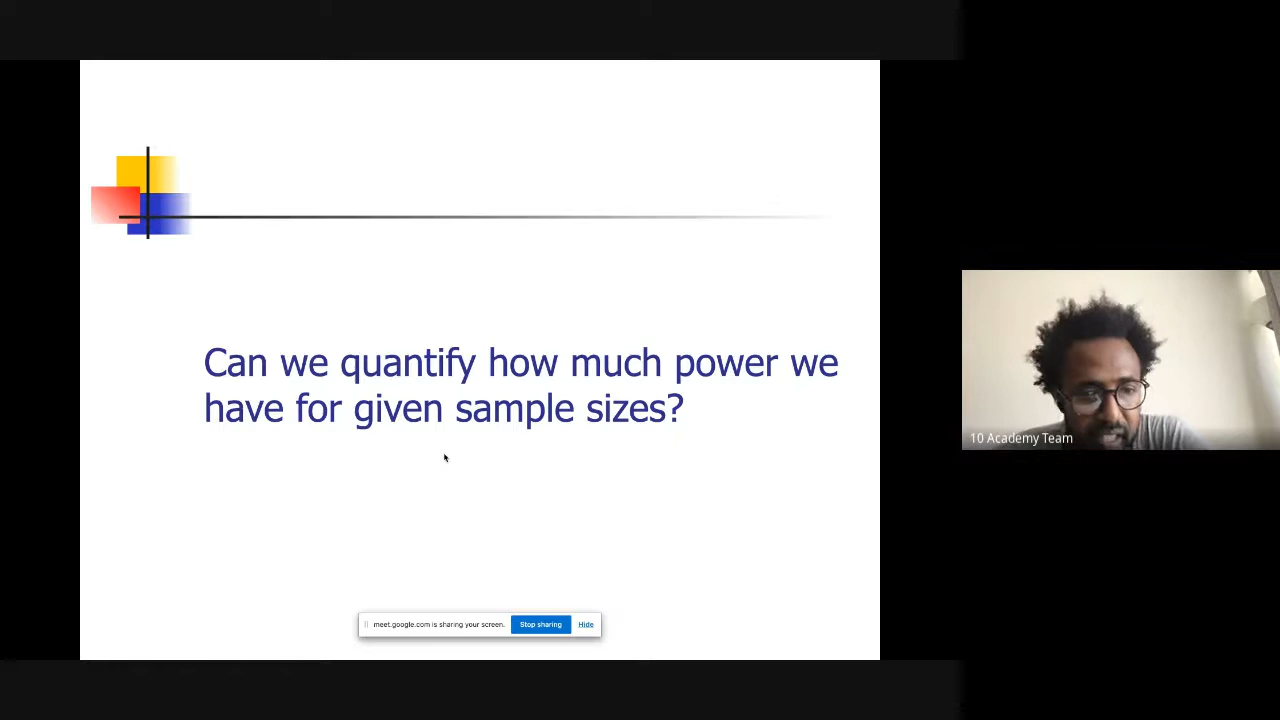 Can we quantify how much power we
have for given sample sizes?
10 Academy Team
meet.google.com is sharing your screen. Stop sharing Hide